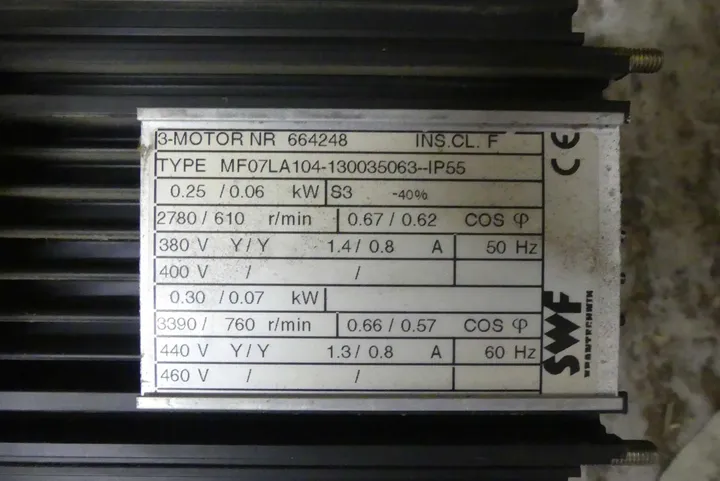 3-MOTOR NR 664248 INS.CL. F
TYPE MF07LA104-130035063--IP55
0.25 / 0.06 kW S3 -40%
2780 / 610 r/min 0.67 / 0.62 COS φ
380 V Y / Y 1.4 / 0.8 A 50 Hz
400 V / /
0.30 / 0.07 kW
3390 / 760 r/min 0.66 / 0.57 COS φ
440 V Y / Y 1.3 / 0.8 A 60 Hz
460 V / /
CE
SWF
KRANTECHNIK